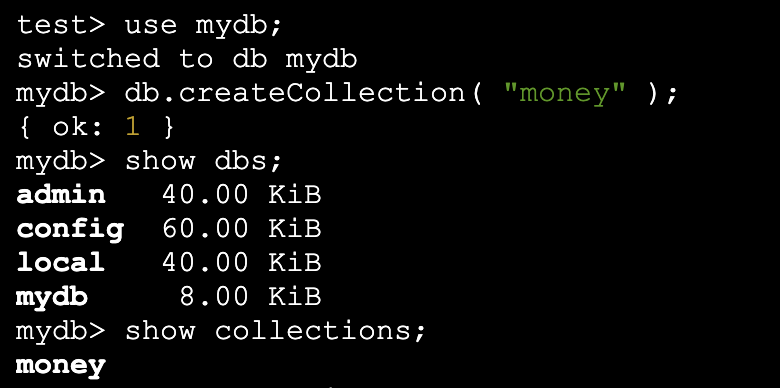 test> use mydb;
switched to db mydb
mydb> db.createCollection( "money" );
{ ok: 1 }
mydb> show dbs;
admin   40.00 KiB
config  60.00 KiB
local   40.00 KiB
mydb     8.00 KiB
mydb> show collections;
money